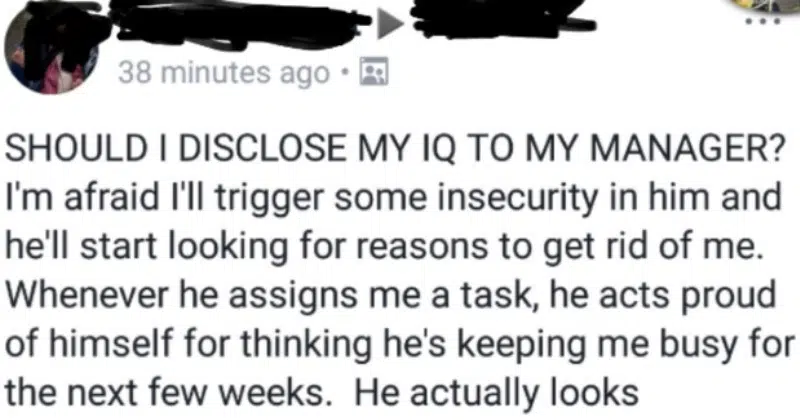 38 minutes ago •
SHOULD I DISCLOSE MY IQ TO MY MANAGER?
I'm afraid I'll trigger some insecurity in him and
he'll start looking for reasons to get rid of me.
Whenever he assigns me a task, he acts proud
of himself for thinking he's keeping me busy for
the next few weeks.  He actually looks